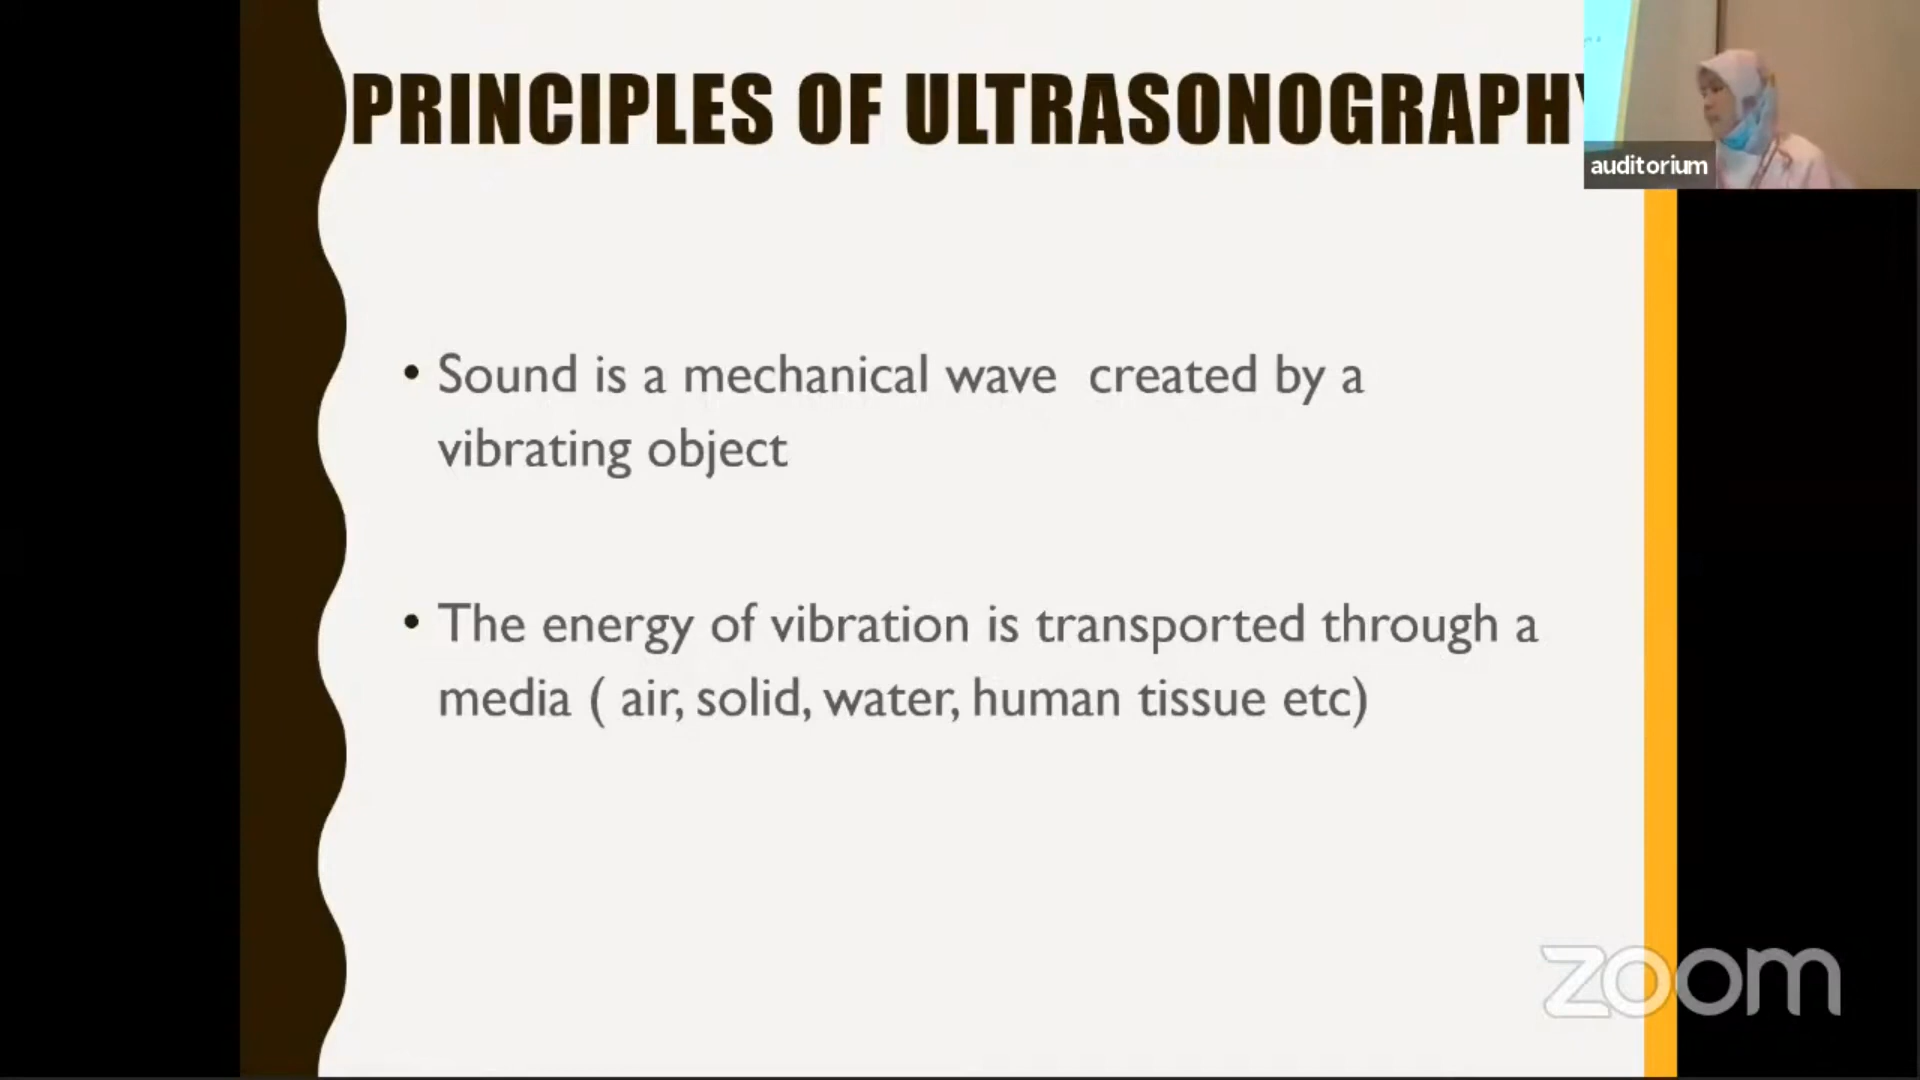 PRINCIPLES OF ULTRASONOGRAPHY
auditorium
• Sound is a mechanical wave  created by a
vibrating object
• The energy of vibration is transported through a
media ( air, solid, water, human tissue etc)
zoom